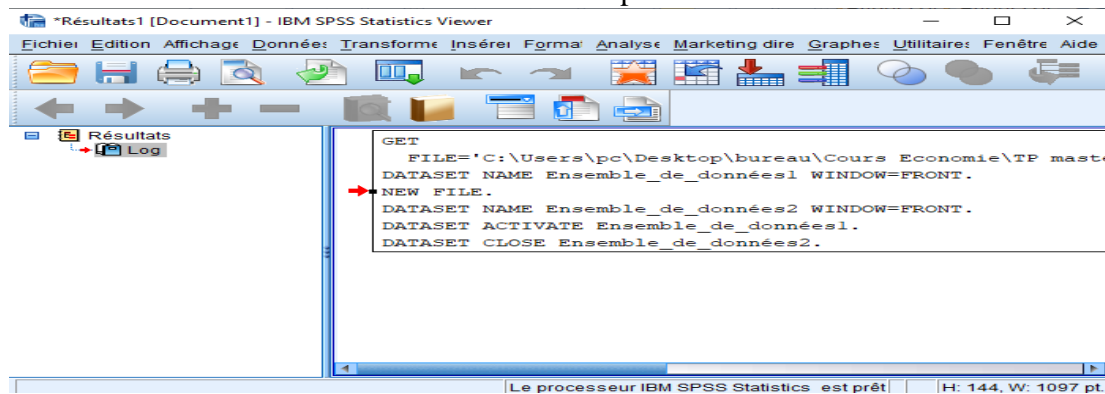 *Résultats1 [Document1] - IBM SPSS Statistics Viewer
Fichier Edition Affichage Données Transforme Insérer Format Analyse Marketing dire Graphes Utilitaires Fenêtre Aide
Résultats
Log
GET
FILE='C:\Users\pc\Desktop\bureau\Cours Economie\TP maste
DATASET NAME Ensemble_de_données1 WINDOW=FRONT.
NEW FILE.
DATASET NAME Ensemble_de_données2 WINDOW=FRONT.
DATASET ACTIVATE Ensemble_de_données1.
DATASET CLOSE Ensemble_de_données2.
Le processeur IBM SPSS Statistics est prêt
H: 144, W: 1097 pt.